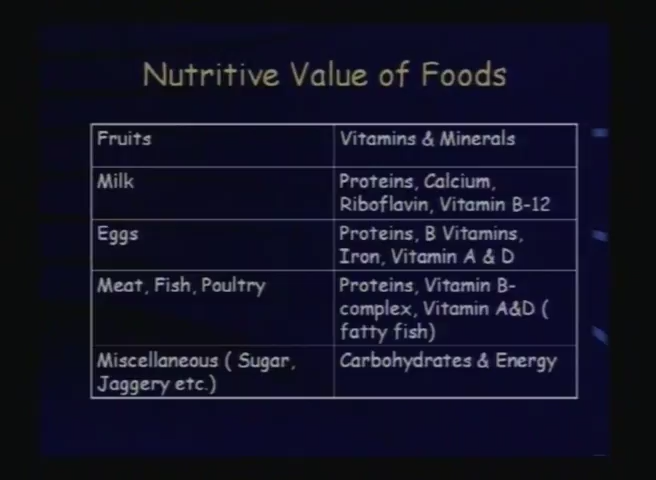 Nutritive Value of Foods
Fruits
Vitamins & Minerals
Milk
Proteins, Calcium,
Riboflavin, Vitamin B-12
Eggs
Proteins, B Vitamins,
Iron, Vitamin A & D
Meat, Fish, Poultry
Proteins, Vitamin B-
complex, Vitamin A&D (
fatty fish)
Miscellaneous ( Sugar,
Jaggery etc.)
Carbohydrates & Energy